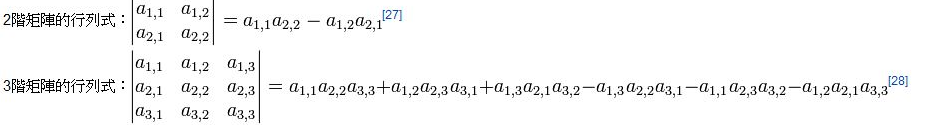 2階矩陣的行列式：
a1,1 a1,2
a2,1 a2,2
= a1,1a2,2 − a1,2a2,1[27]
3階矩陣的行列式：
a1,1 a1,2 a1,3
a2,1 a2,2 a2,3
a3,1 a3,2 a3,3
= a1,1a2,2a3,3+a1,2a2,3a3,1+a1,3a2,1a3,2−a1,3a2,2a3,1−a1,1a2,3a3,2−a1,2a2,1a3,3[28]